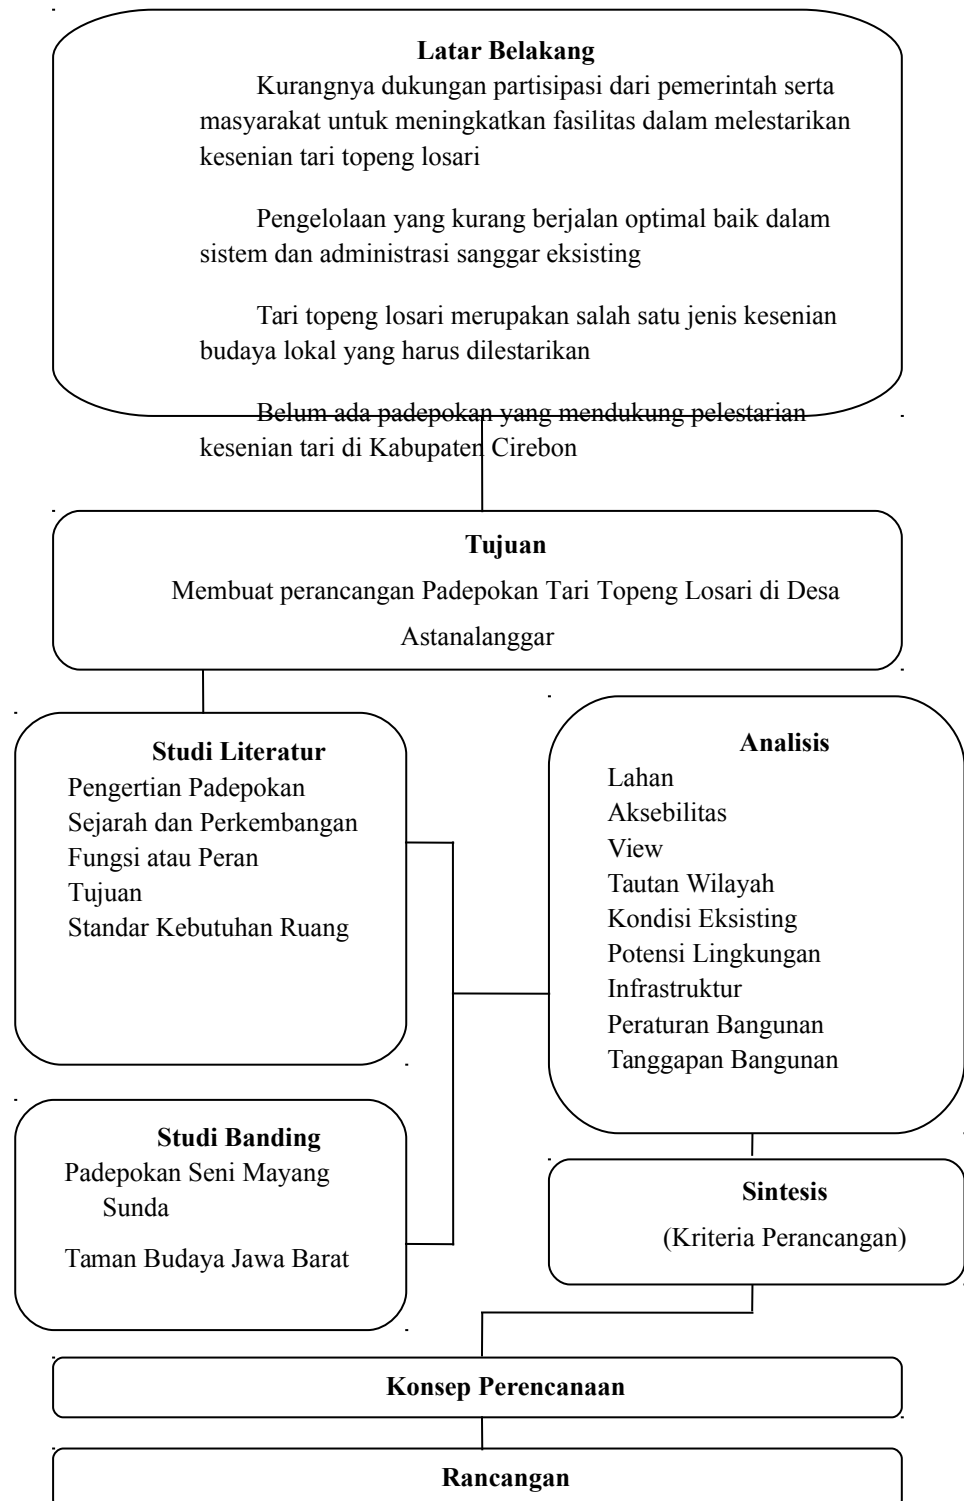 Latar Belakang
Kurangnya dukungan partisipasi dari pemerintah serta
masyarakat untuk meningkatkan fasilitas dalam melestarikan
kesenian tari topeng losari
Pengelolaan yang kurang berjalan optimal baik dalam
sistem dan administrasi sanggar eksisting
Tari topeng losari merupakan salah satu jenis kesenian
budaya lokal yang harus dilestarikan
Belum ada padepokan yang mendukung pelestarian
kesenian tari di Kabupaten Cirebon
Tujuan
Membuat perancangan Padepokan Tari Topeng Losari di Desa
Astanalanggar
Studi Literatur
Pengertian Padepokan
Sejarah dan Perkembangan
Fungsi atau Peran
Tujuan
Standar Kebutuhan Ruang
Studi Banding
Padepokan Seni Mayang
Sunda
Taman Budaya Jawa Barat
Analisis
Lahan
Aksebilitas
View
Tautan Wilayah
Kondisi Eksisting
Potensi Lingkungan
Infrastruktur
Peraturan Bangunan
Tanggapan Bangunan
Sintesis
(Kriteria Perancangan)
Konsep Perencanaan
Rancangan